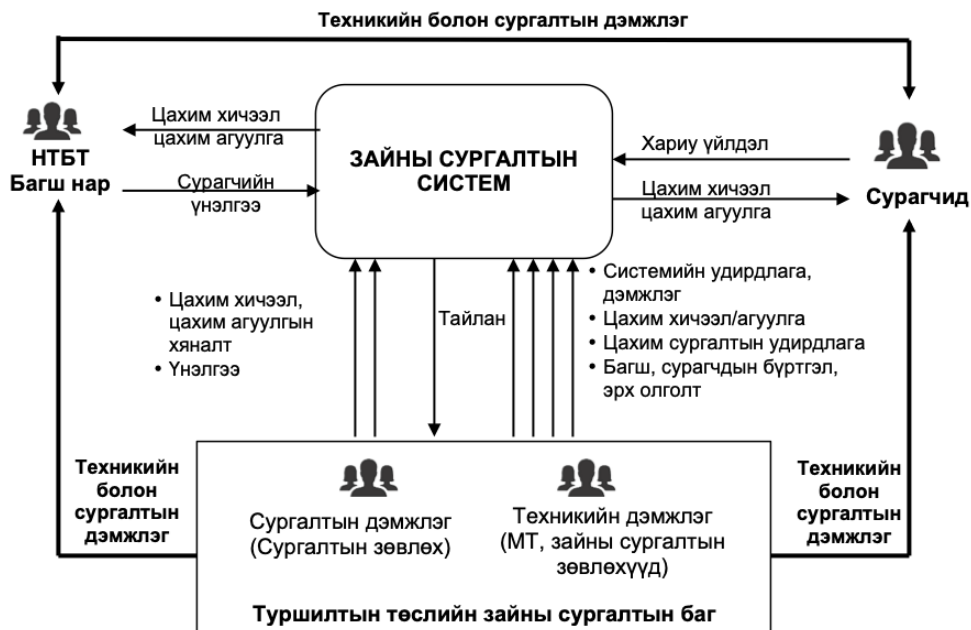 Техникийн болон сургалтын дэмжлэг
Цахим хичээл
цахим агуулга
НТБТ
Багш нар
Сурагчийн
үнэлгээ
ЗАЙНЫ СУРГАЛТЫН
СИСТЕМ
Хариу үйлдэл
Цахим хичээл
цахим агуулга
Сурагчид
• Цахим хичээл,
цахим агуулгын
хяналт
• Үнэлгээ
Тайлан
• Системийн удирдлага,
дэмжлэг
• Цахим хичээл/агуулга
• Цахим сургалтын удирдлага
• Багш, сурагчдын бүртгэл,
эрх олголт
Техникийн
болон
сургалтын
дэмжлэг
Сургалтын дэмжлэг
(Сургалтын зөвлөх)
Техникийн дэмжлэг
(МТ, зайны сургалтын
зөвлөхүүд)
Техникийн
болон
сургалтын
дэмжлэг
Туршилтын төслийн зайны сургалтын баг